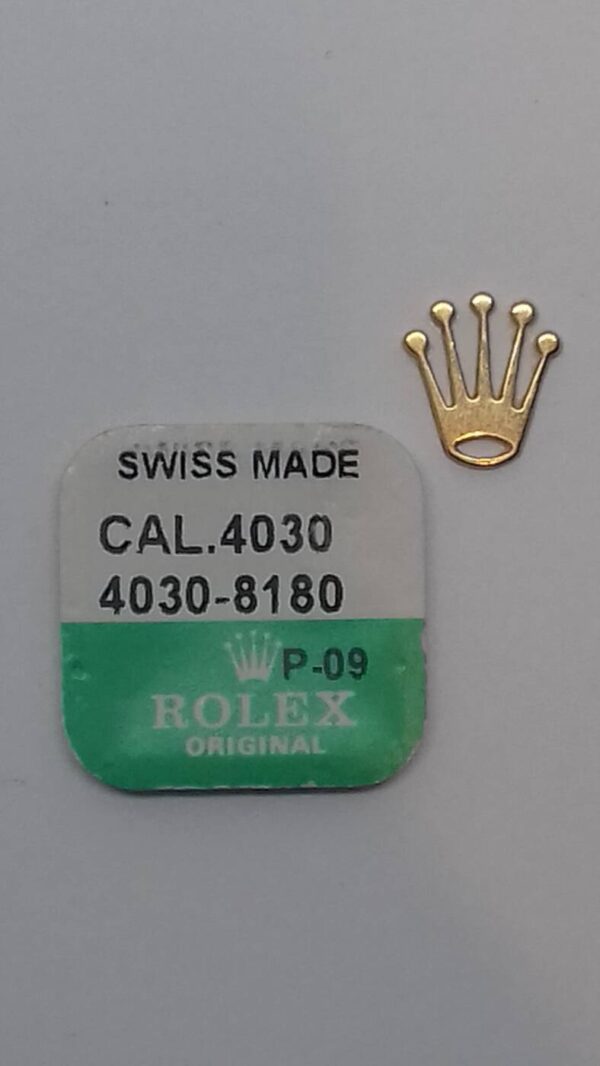 SWISS MADE
CAL.4030
4030-8180
P-09
ROLEX
ORIGINAL